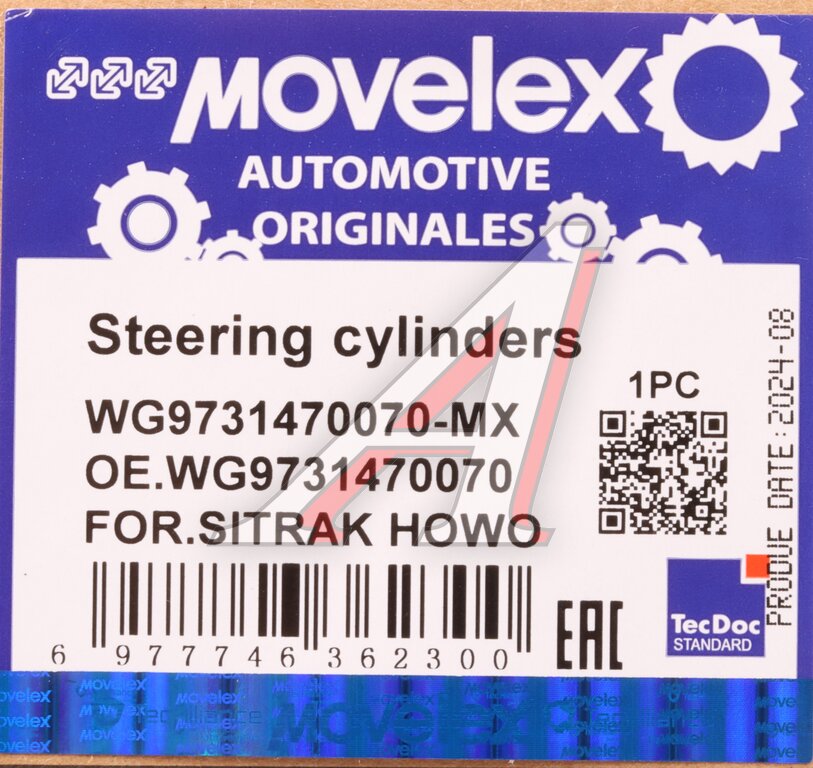 movelex
AUTOMOTIVE
ORIGINALES
Steering cylinders
WG9731470070-MX
1PC
OE.WG9731470070
FOR.SITRAK HOWO
PRODUE DATE:2024-08
6 977746 362300
EAC
TecDoc
STANDARD
movelex